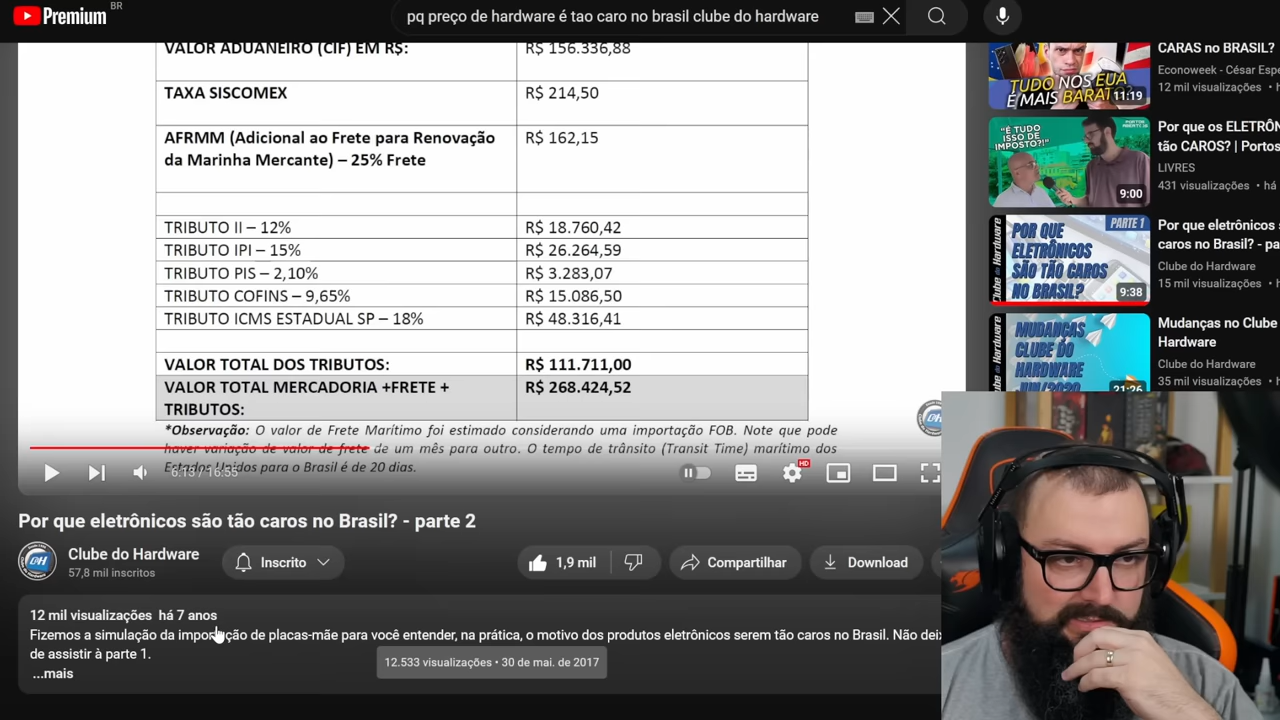 Premium
BR
pq preço de hardware é tao caro no brasil clube do hardware
VALOR ADUANEIRO (CIF) EM R$: R$ 156.336,88
TAXA SISCOMEX R$ 214,50
AFRMM (Adicional ao Frete para Renovação R$ 162,15
da Marinha Mercante) – 25% Frete
TRIBUTO II – 12% R$ 18.760,42
TRIBUTO IPI – 15% R$ 26.264,59
TRIBUTO PIS – 2,10% R$ 3.283,07
TRIBUTO COFINS – 9,65% R$ 15.086,50
TRIBUTO ICMS ESTADUAL SP – 18% R$ 48.316,41
VALOR TOTAL DOS TRIBUTOS: R$ 111.711,00
VALOR TOTAL MERCADORIA +FRETE + R$ 268.424,52
TRIBUTOS:
*Observação: O valor de Frete Marítimo foi estimado considerando uma importação FOB. Note que pode
haver variação de valor de frete de um mês para outro. O tempo de trânsito (Transit Time) marítimo dos
Estados Unidos para o Brasil é de 20 dias.
6:13 / 16:55
HD
Por que eletrônicos são tão caros no Brasil? - parte 2
Clube do Hardware
57,8 mil inscritos
Inscrito
1,9 mil
Compartilhar
Download
12 mil visualizações há 7 anos
Fizemos a simulação da importação de placas-mãe para você entender, na prática, o motivo dos produtos eletrônicos serem tão caros no Brasil. Não deix
de assistir à parte 1.
...mais
12.533 visualizações • 30 de mai. de 2017
TUDO NOS EUA
É MAIS BARATO?
11:19
CARAS no BRASIL?
Econoweek - César Espe
12 mil visualizações • h
"É TUDO
ISSO DE
IMPOSTO?!"
9:00
Por que os ELETRÔN
tão CAROS? | Portos
LIVRES
431 visualizações • há
PARTE 1
POR QUE
ELETRÔNICOS
SÃO TÃO CAROS
NO BRASIL?
Clube do Hardware
9:38
Por que eletrônicos s
caros no Brasil? - pa
Clube do Hardware
15 mil visualizações • h
MUDANÇAS
CLUBE DO
HARDWARE
JUN/2020
21:26
Mudanças no Clube
Hardware
Clube do Hardware
35 mil visualizações • h